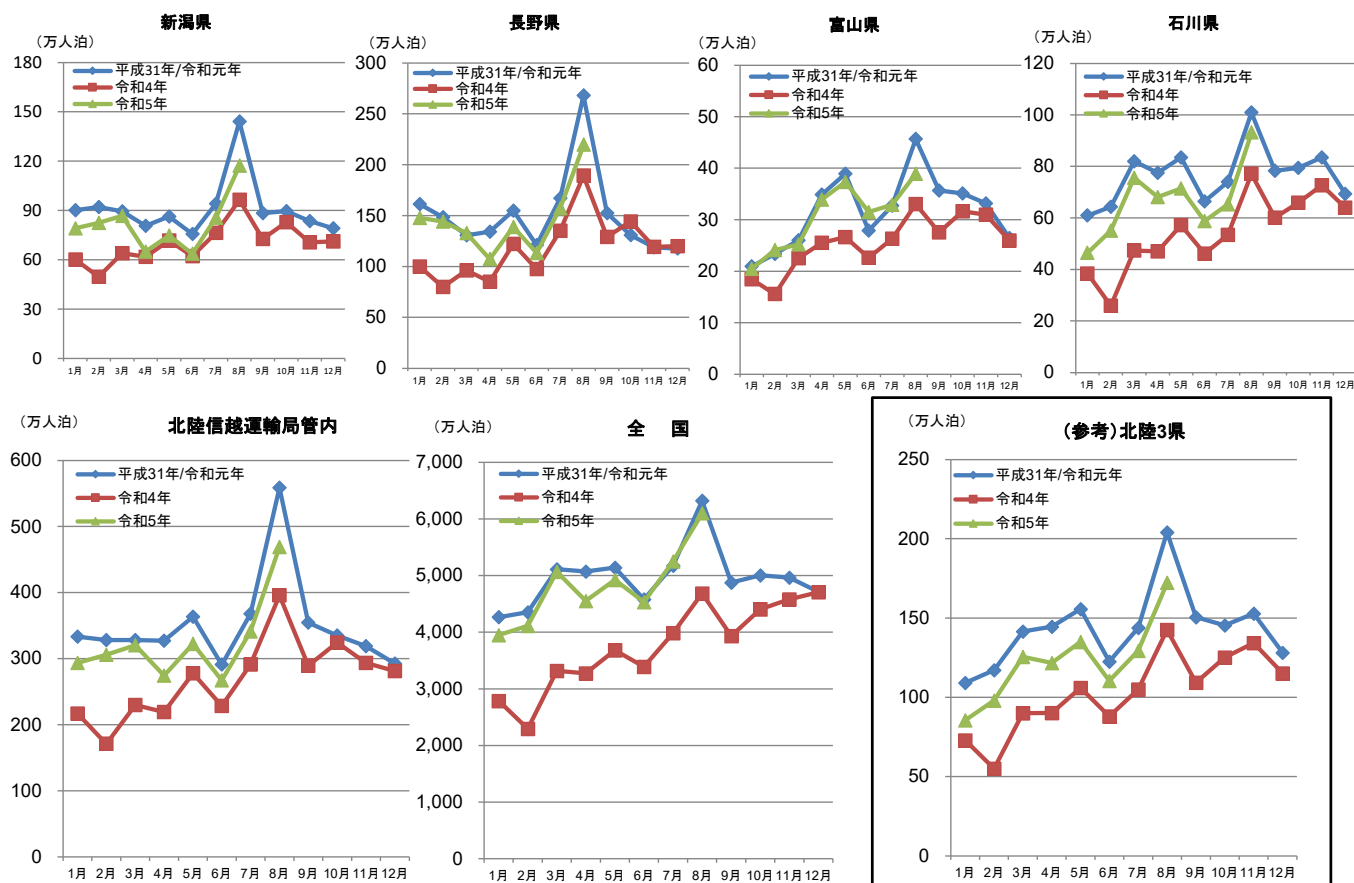 新潟県
（万人泊）
180
150
120
90
60
30
0
平成31年/令和元年
令和4年
令和5年
1月 2月 3月 4月 5月 6月 7月 8月 9月 10月 11月 12月
長野県
（万人泊）
300
250
200
150
100
50
0
平成31年/令和元年
令和4年
令和5年
1月 2月 3月 4月 5月 6月 7月 8月 9月 10月 11月 12月
富山県
（万人泊）
60
50
40
30
20
10
0
平成31年/令和元年
令和4年
令和5年
1月 2月 3月 4月 5月 6月 7月 8月 9月 10月 11月 12月
石川県
（万人泊）
120
100
80
60
40
20
0
平成31年/令和元年
令和4年
令和5年
1月 2月 3月 4月 5月 6月 7月 8月 9月 10月 11月 12月
北陸信越運輸局管内
（万人泊）
600
500
400
300
200
100
0
平成31年/令和元年
令和4年
令和5年
1月 2月 3月 4月 5月 6月 7月 8月 9月 10月 11月 12月
全 国
（万人泊）
7,000
6,000
5,000
4,000
3,000
2,000
1,000
0
平成31年/令和元年
令和4年
令和5年
1月 2月 3月 4月 5月 6月 7月 8月 9月 10月 11月 12月
（参考）北陸3県
（万人泊）
250
200
150
100
50
0
平成31年/令和元年
令和4年
令和5年
1月 2月 3月 4月 5月 6月 7月 8月 9月 10月 11月 12月